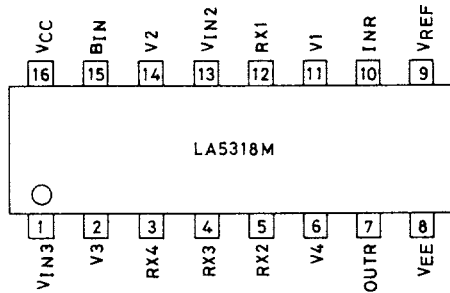 VCC BIN V2 VIN2 RX1 V1 INR VREF
16 15 14 13 12 11 10 9
LA5318M
1 2 3 4 5 6 7 8
VIN3 V3 RX4 RX3 RX2 V4 OUTR VEE